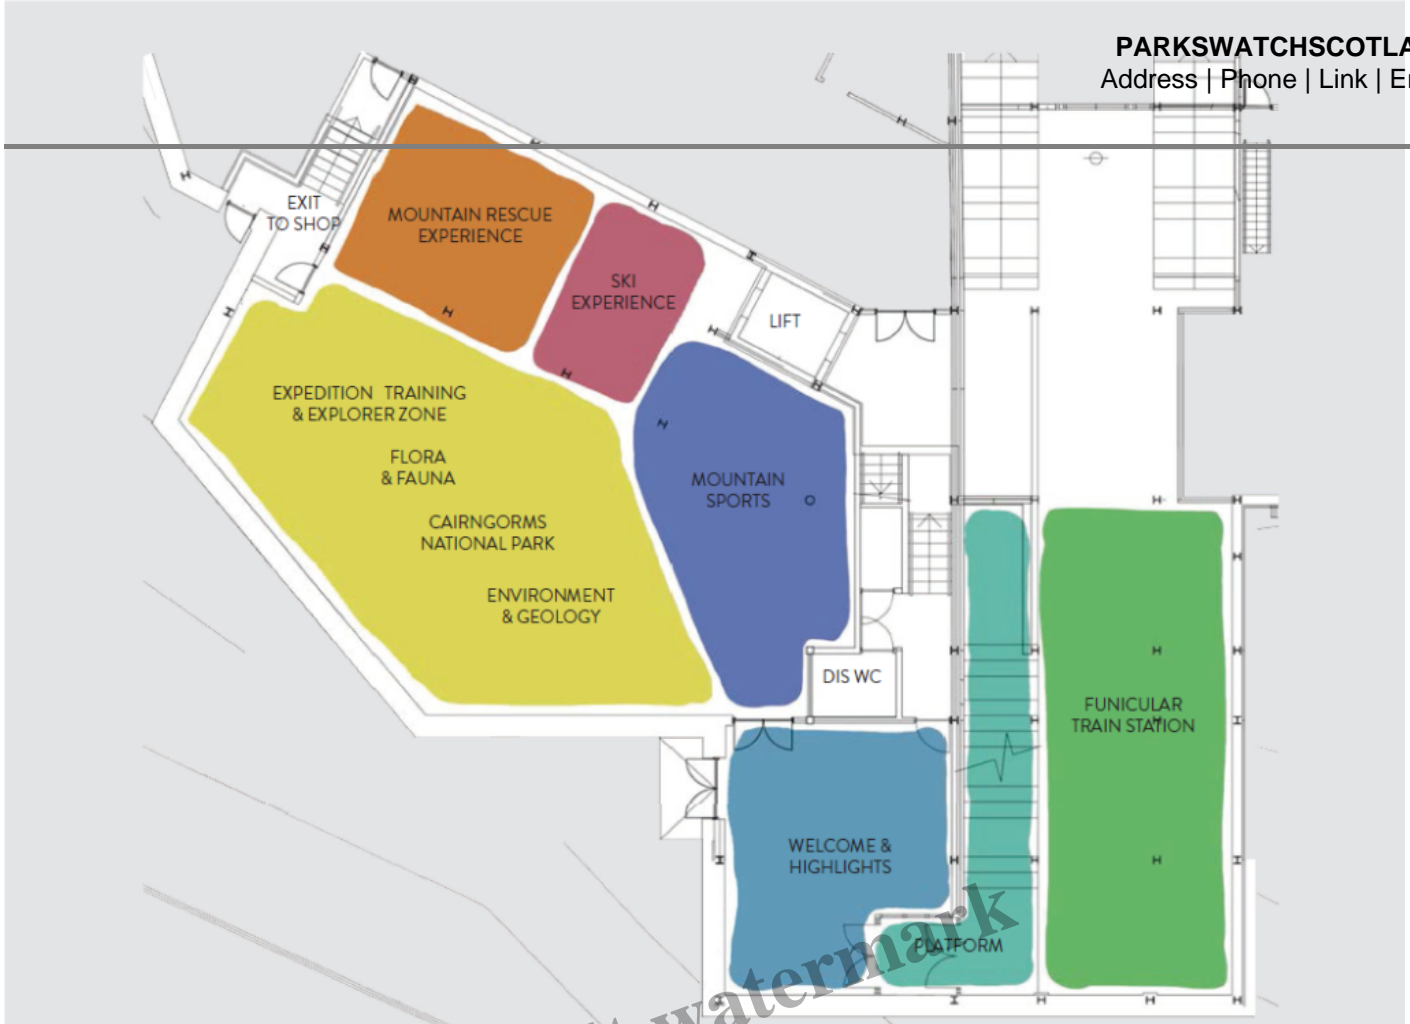 PARKSWATCHSCOTLA
Address | Phone | Link | Er
EXIT
TO SHOP
MOUNTAIN RESCUE
EXPERIENCE
SKI
EXPERIENCE
LIFT
EXPEDITION TRAINING
& EXPLORER ZONE
FLORA
& FAUNA
CAIRNGORMS
NATIONAL PARK
ENVIRONMENT
& GEOLOGY
MOUNTAIN
SPORTS
DIS WC
FUNICULAR
TRAIN STATION
WELCOME &
HIGHLIGHTS
PLATFORM
watermark